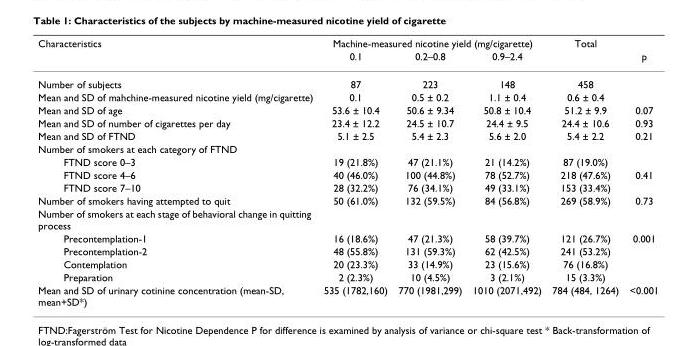 Table 1: Characteristics of the subjects by machine-measured nicotine yield of cigarette
Characteristics Machine-measured nicotine yield (mg/cigarette) Total
0.1 0.2–0.8 0.9–2.4 P
Number of subjects 87 223 148 458
Mean and SD of mahchine-measured nicotine yield (mg/cigarette) 0.1 0.5 ± 0.2 1.1 ± 0.4 0.6 ± 0.4
Mean and SD of age 53.6 ± 10.4 50.6 ± 9.34 50.8 ± 10.4 51.2 ± 9.9 0.07
Mean and SD of number of cigarettes per day 23.4 ± 12.2 24.5 ± 10.7 24.4 ± 9.5 24.4 ± 10.6 0.93
Mean and SD of FTND 5.1 ± 2.5 5.4 ± 2.3 5.6 ± 2.0 5.4 ± 2.2 0.21
Number of smokers at each category of FTND
FTND score 0–3 19 (21.8%) 47 (21.1%) 21 (14.2%) 87 (19.0%)
FTND score 4–6 40 (46.0%) 100 (44.8%) 78 (52.7%) 218 (47.6%) 0.41
FTND score 7–10 28 (32.2%) 76 (34.1%) 49 (33.1%) 153 (33.4%)
Number of smokers having attempted to quit 50 (61.0%) 132 (59.5%) 84 (56.8%) 269 (58.9%) 0.73
Number of smokers at each stage of behavioral change in quitting
process
Precontemplation-1 16 (18.6%) 47 (21.3%) 58 (39.7%) 121 (26.7%) 0.001
Precontemplation-2 48 (55.8%) 131 (59.3%) 62 (42.5%) 241 (53.2%)
Contemplation 20 (23.3%) 33 (14.9%) 23 (15.6%) 76 (16.8%)
Preparation 2 (2.3%) 10 (4.5%) 3 (2.1%) 15 (3.3%)
Mean and SD of urinary cotinine concentration (mean-SD, 535 (1782,160) 770 (1981,299) 1010 (2071,492) 784 (484, 1264) <0.001
mean+SD*)
FTND:Fagerström Test for Nicotine Dependence P for difference is examined by analysis of variance or chi-square test * Back-transformation of
log-transformed data